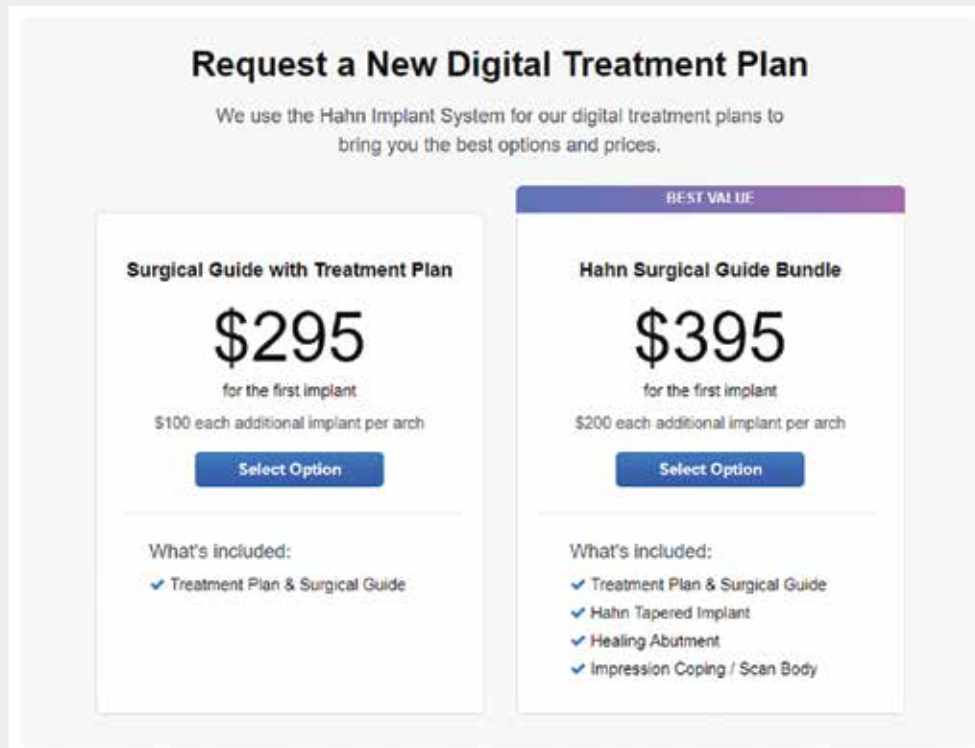 Request a New Digital Treatment Plan
We use the Hahn Implant System for our digital treatment plans to
bring you the best options and prices.
Surgical Guide with Treatment Plan
$295
for the first implant
$100 each additional implant per arch
Select Option
What's included:
Treatment Plan & Surgical Guide
BEST VALUE
Hahn Surgical Guide Bundle
$395
for the first implant
$200 each additional implant per arch
Select Option
What's included:
Treatment Plan & Surgical Guide
Hahn Tapered Implant
Healing Abutment
Impression Coping / Scan Body